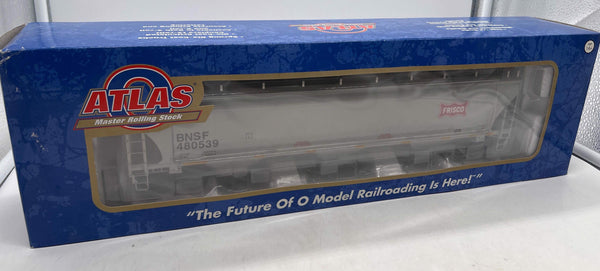 ATLAS
Master Rolling Stock
FRISCO
BNSF
480539
"The Future Of O Model Railroading Is Here!"